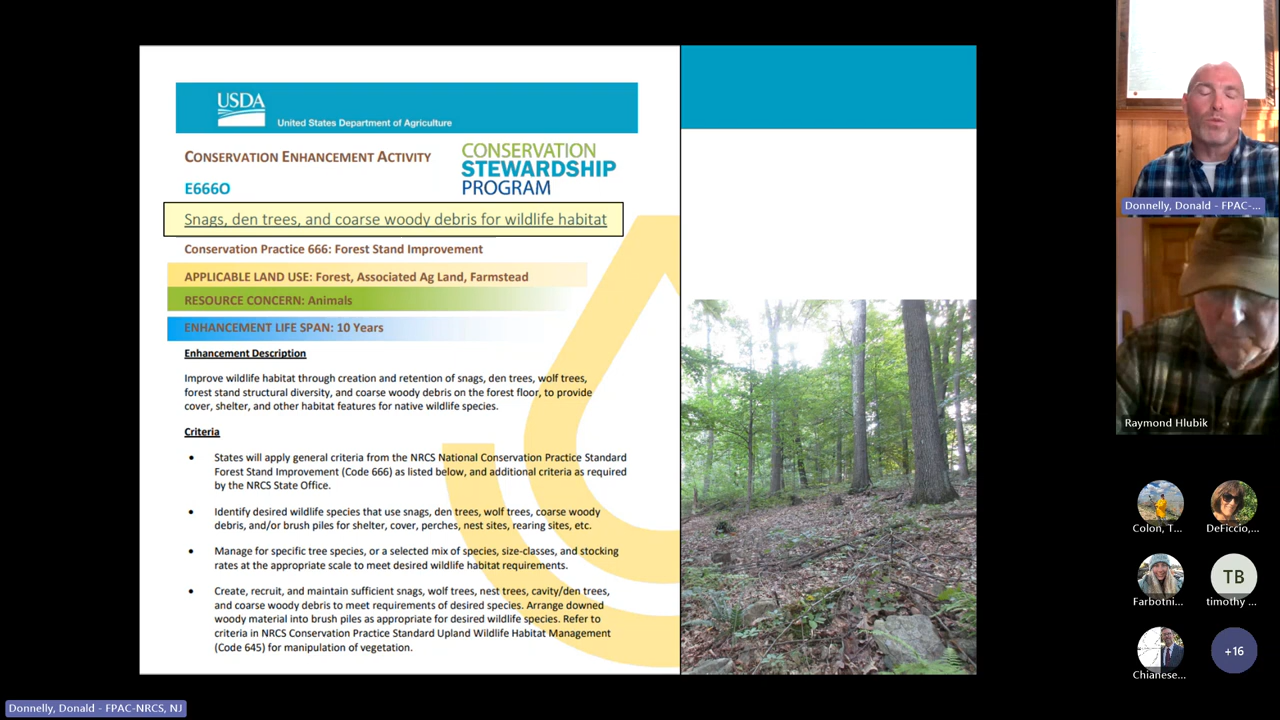 USDA
United States Department of Agriculture
CONSERVATION ENHANCEMENT ACTIVITY
CONSERVATION
STEWARDSHIP
PROGRAM
E666O
Snags, den trees, and coarse woody debris for wildlife habitat
Conservation Practice 666: Forest Stand Improvement
APPLICABLE LAND USE: Forest, Associated Ag Land, Farmstead
RESOURCE CONCERN: Animals
ENHANCEMENT LIFE SPAN: 10 Years
Enhancement Description
Improve wildlife habitat through creation and retention of snags, den trees, wolf trees,
forest stand structural diversity, and coarse woody debris on the forest floor, to provide
cover, shelter, and other habitat features for native wildlife species.
Criteria
• States will apply general criteria from the NRCS National Conservation Practice Standard
Forest Stand Improvement (Code 666) as listed below, and additional criteria as required
by the NRCS State Office.
• Identify desired wildlife species that use snags, den trees, wolf trees, coarse woody
debris, and/or brush piles for shelter, cover, perches, nest sites, rearing sites, etc.
• Manage for specific tree species, or a selected mix of species, size-classes, and stocking
rates at the appropriate scale to meet desired wildlife habitat requirements.
• Create, recruit, and maintain sufficient snags, wolf trees, nest trees, cavity/den trees,
and coarse woody debris to meet requirements of desired species. Arrange downed
woody material into brush piles as appropriate for desired wildlife species. Refer to
criteria in NRCS Conservation Practice Standard Upland Wildlife Habitat Management
(Code 645) for manipulation of vegetation.
Donnelly, Donald - FPAC-...
Raymond Hlubik
Colon, T...
DeFiccio,...
Farbotni...
TB
timothy ...
Chianese...
+16
Donnelly, Donald - FPAC-NRCS, NJ